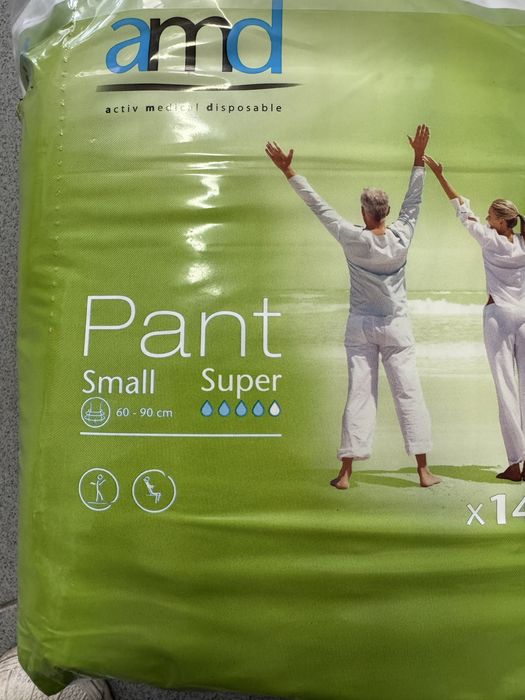 amd
activ medical disposable
Pant
Small Super
60 - 90 cm
x14